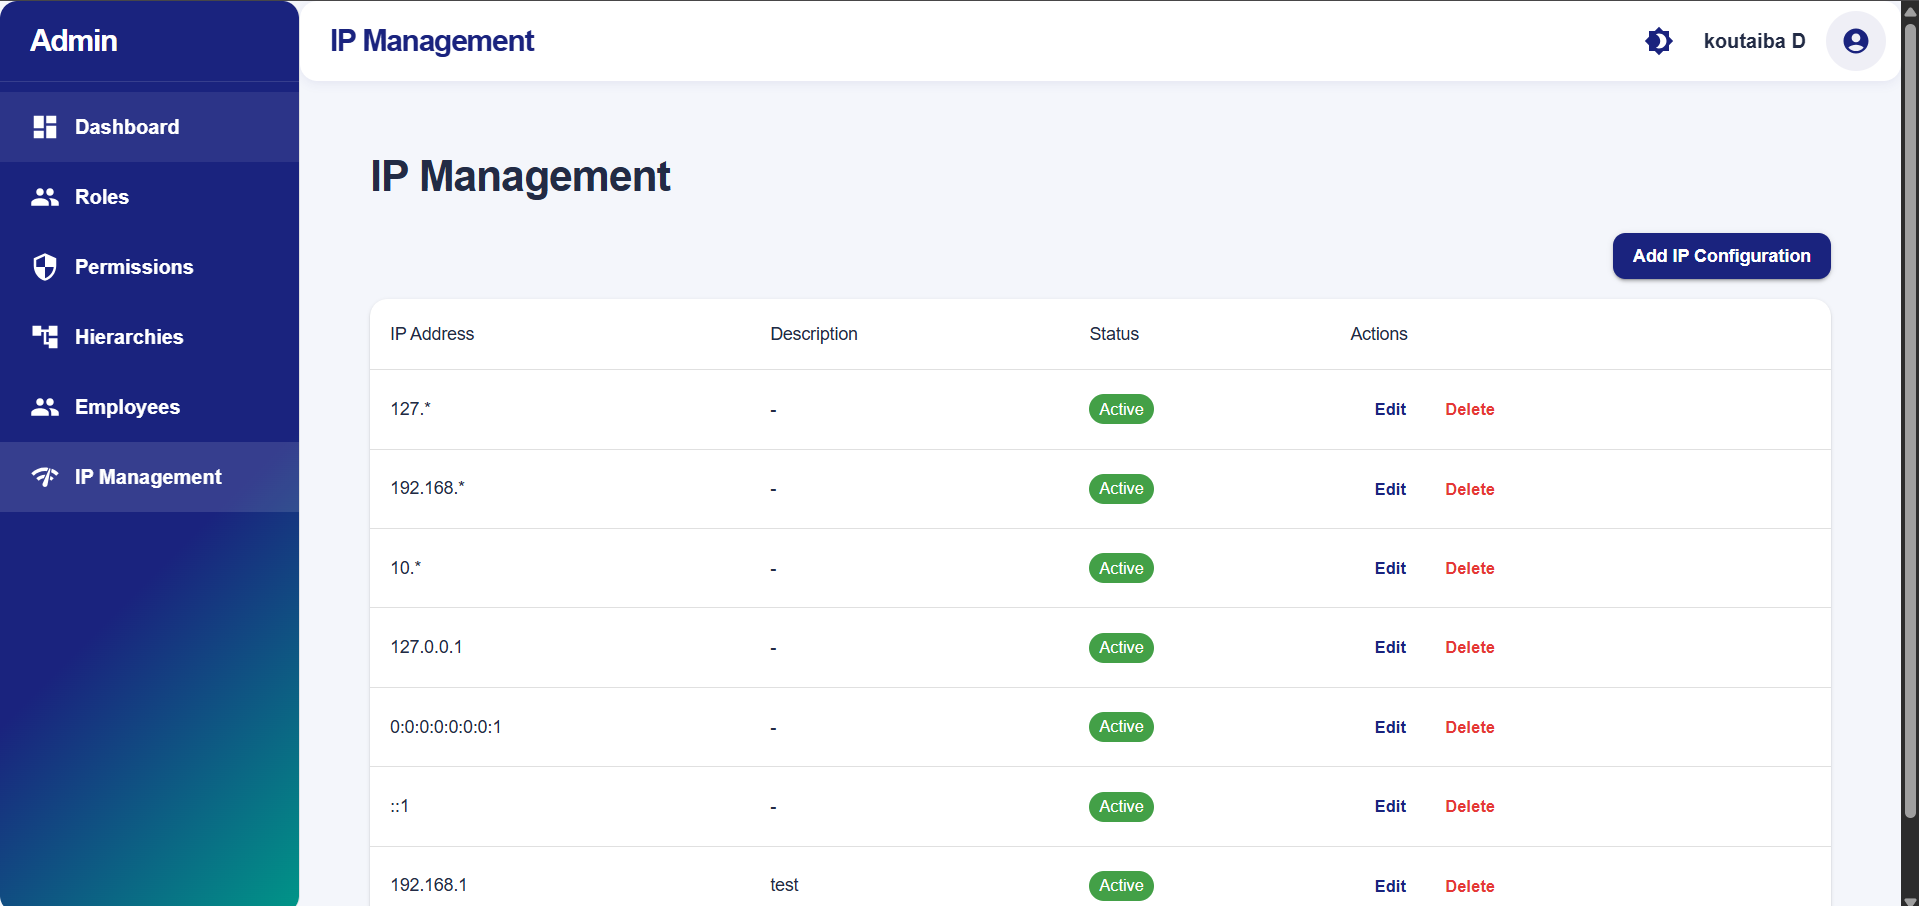 Admin
IP Management
koutaiba D
Dashboard
Roles
Permissions
Hierarchies
Employees
IP Management
IP Management
Add IP Configuration
IP Address Description Status Actions
127.* - Active Edit Delete
192.168.* - Active Edit Delete
10.* - Active Edit Delete
127.0.0.1 - Active Edit Delete
0:0:0:0:0:0:0:1 - Active Edit Delete
::1 - Active Edit Delete
192.168.1 test Active Edit Delete